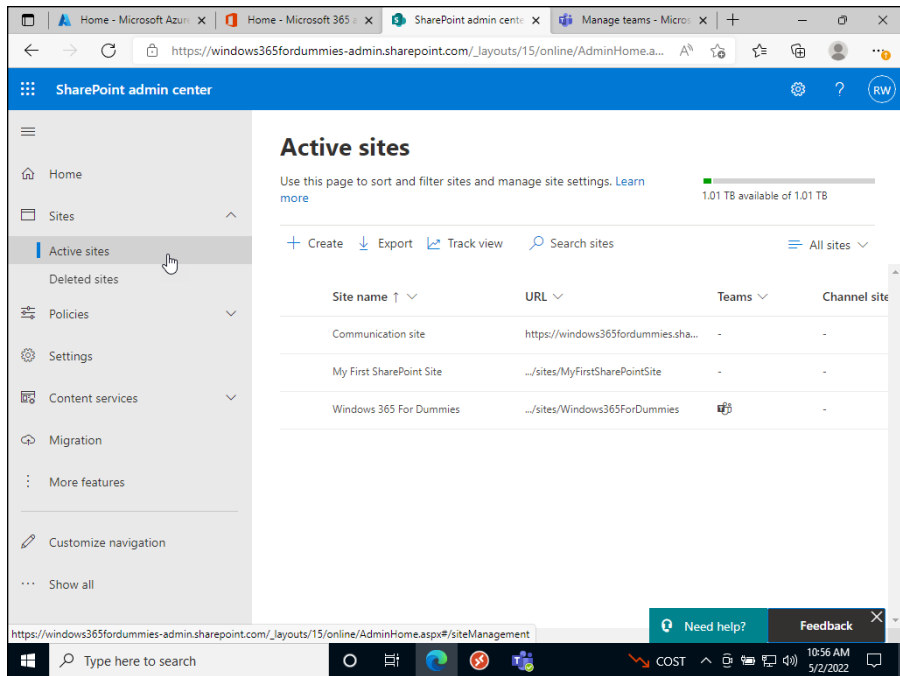 Home - Microsoft Azur
Home - Microsoft 365 a
SharePoint admin cente
Manage teams - Micros
https://windows365fordummies-admin.sharepoint.com/_layouts/15/online/AdminHome.a...
SharePoint admin center
RW
Home
Sites
Active sites
Deleted sites
Policies
Settings
Content services
Migration
More features
Customize navigation
Show all
Active sites
Use this page to sort and filter sites and manage site settings. Learn
more
1.01 TB available of 1.01 TB
Create Export Track view Search sites All sites
Site name ↑ URL Teams Channel site
Communication site https://windows365fordummies.sha... - -
My First SharePoint Site .../sites/MyFirstSharePointSite - -
Windows 365 For Dummies .../sites/Windows365ForDummies -
Need help?
Feedback
https://windows365fordummies-admin.sharepoint.com/_layouts/15/online/AdminHome.aspx#/siteManagement
Type here to search
COST
10:56 AM
5/2/2022